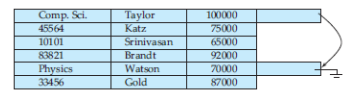 Comp. Sci. Taylor 100000
45564 Katz 75000
10101 Srinivasan 65000
83821 Brandt 92000
Physics Watson 70000
33456 Gold 87000